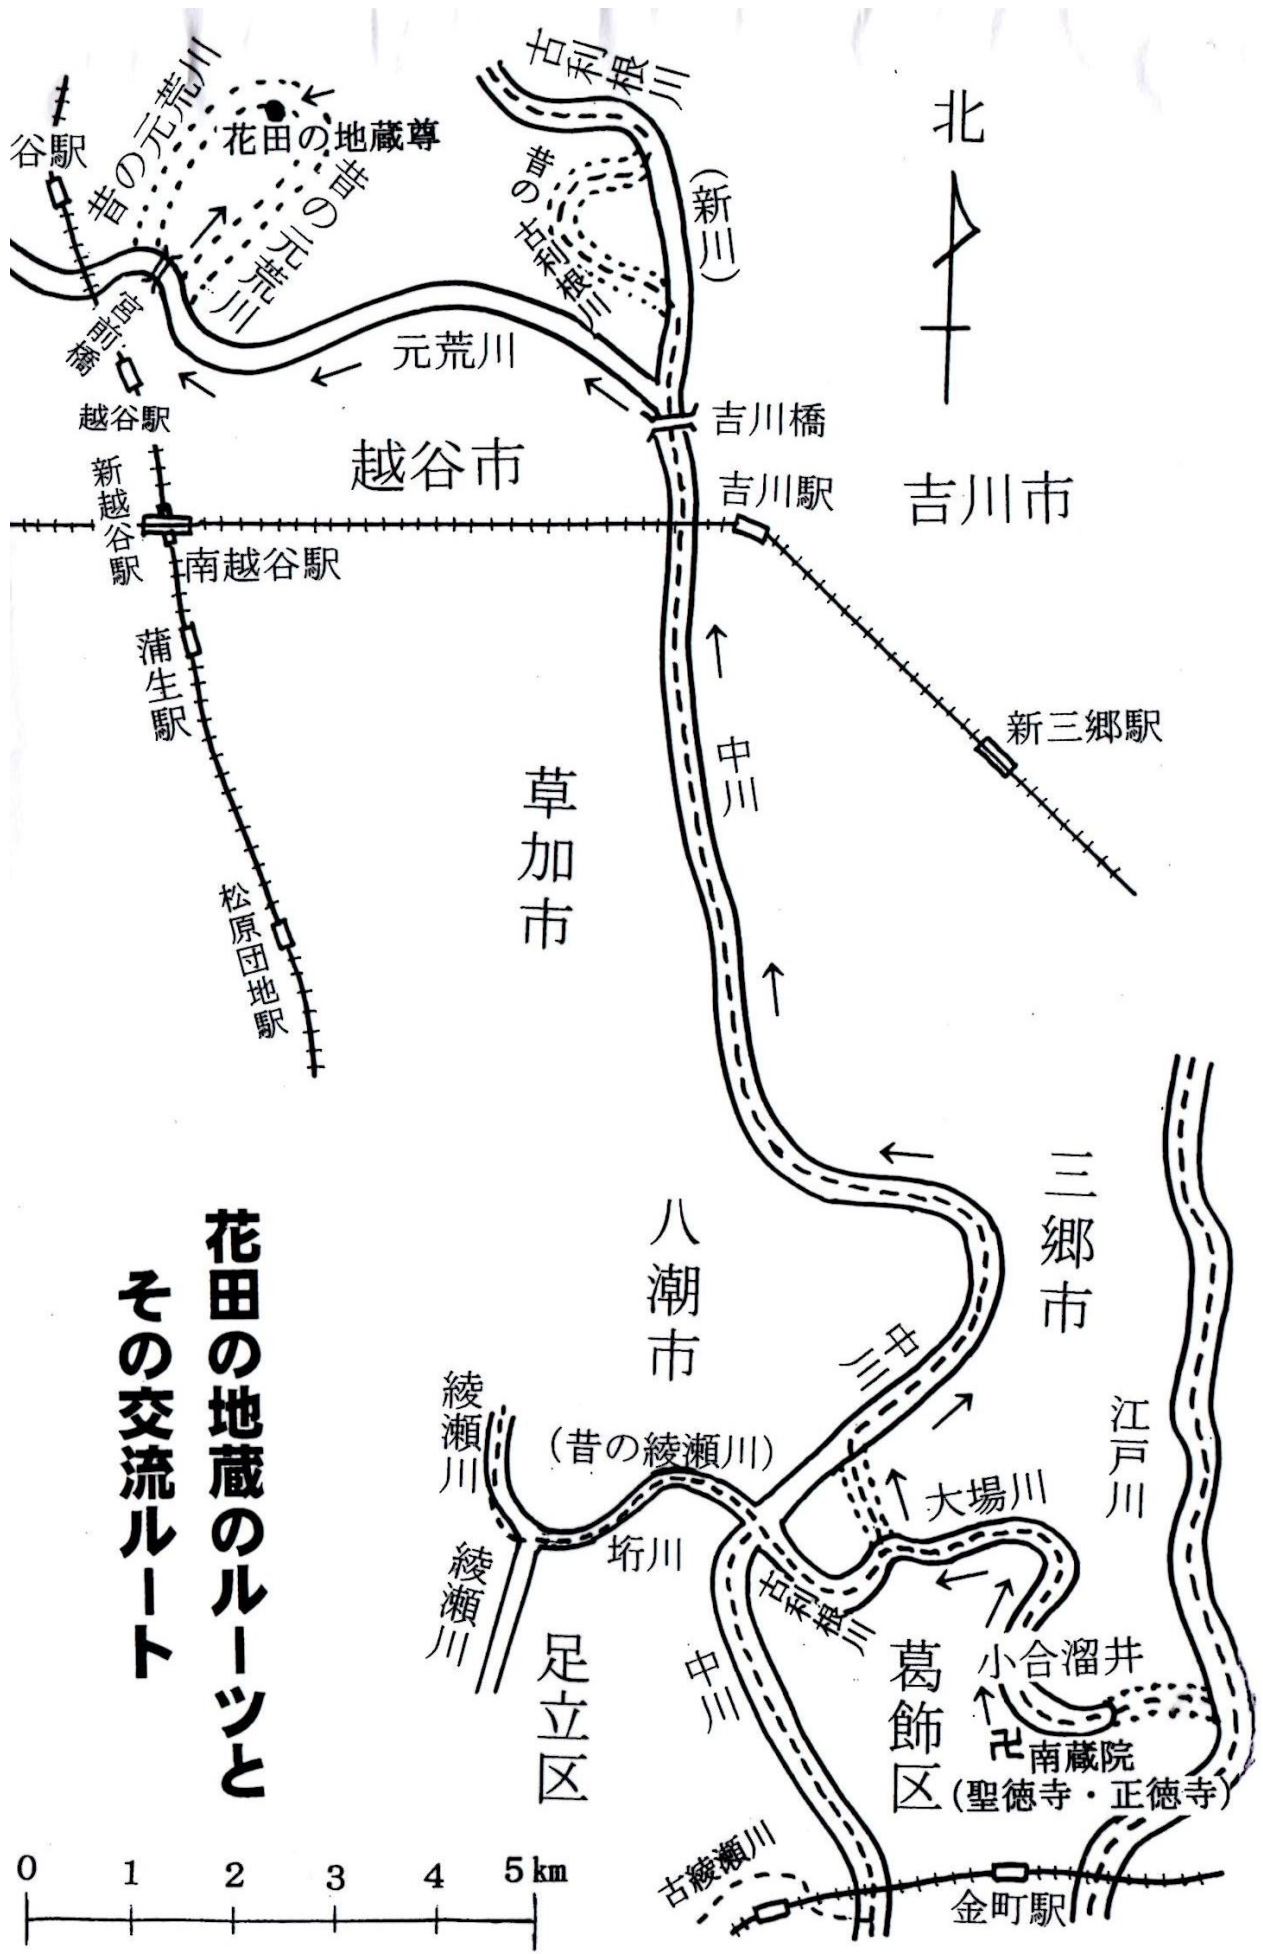 古利根川
昔の元荒川
花田の地蔵尊
昔の元荒川
谷駅
昔の古利根川
(新川)
北
宮前橋
元荒川
越谷駅
吉川橋
越谷市
吉川駅
吉川市
新越谷駅
南越谷駅
蒲生駅
新三郷駅
中川
草加市
松原団地駅
三郷市
八潮市
花田の地蔵のルーツと
その交流ルート
中川
江戸川
綾瀬川
(昔の綾瀬川)
大場川
垳川
綾瀬川
古利根川
足立区
中川
葛飾区
小合溜井
卍南蔵院
(聖徳寺・正徳寺)
古綾瀬川
金町駅
0 1 2 3 4 5km